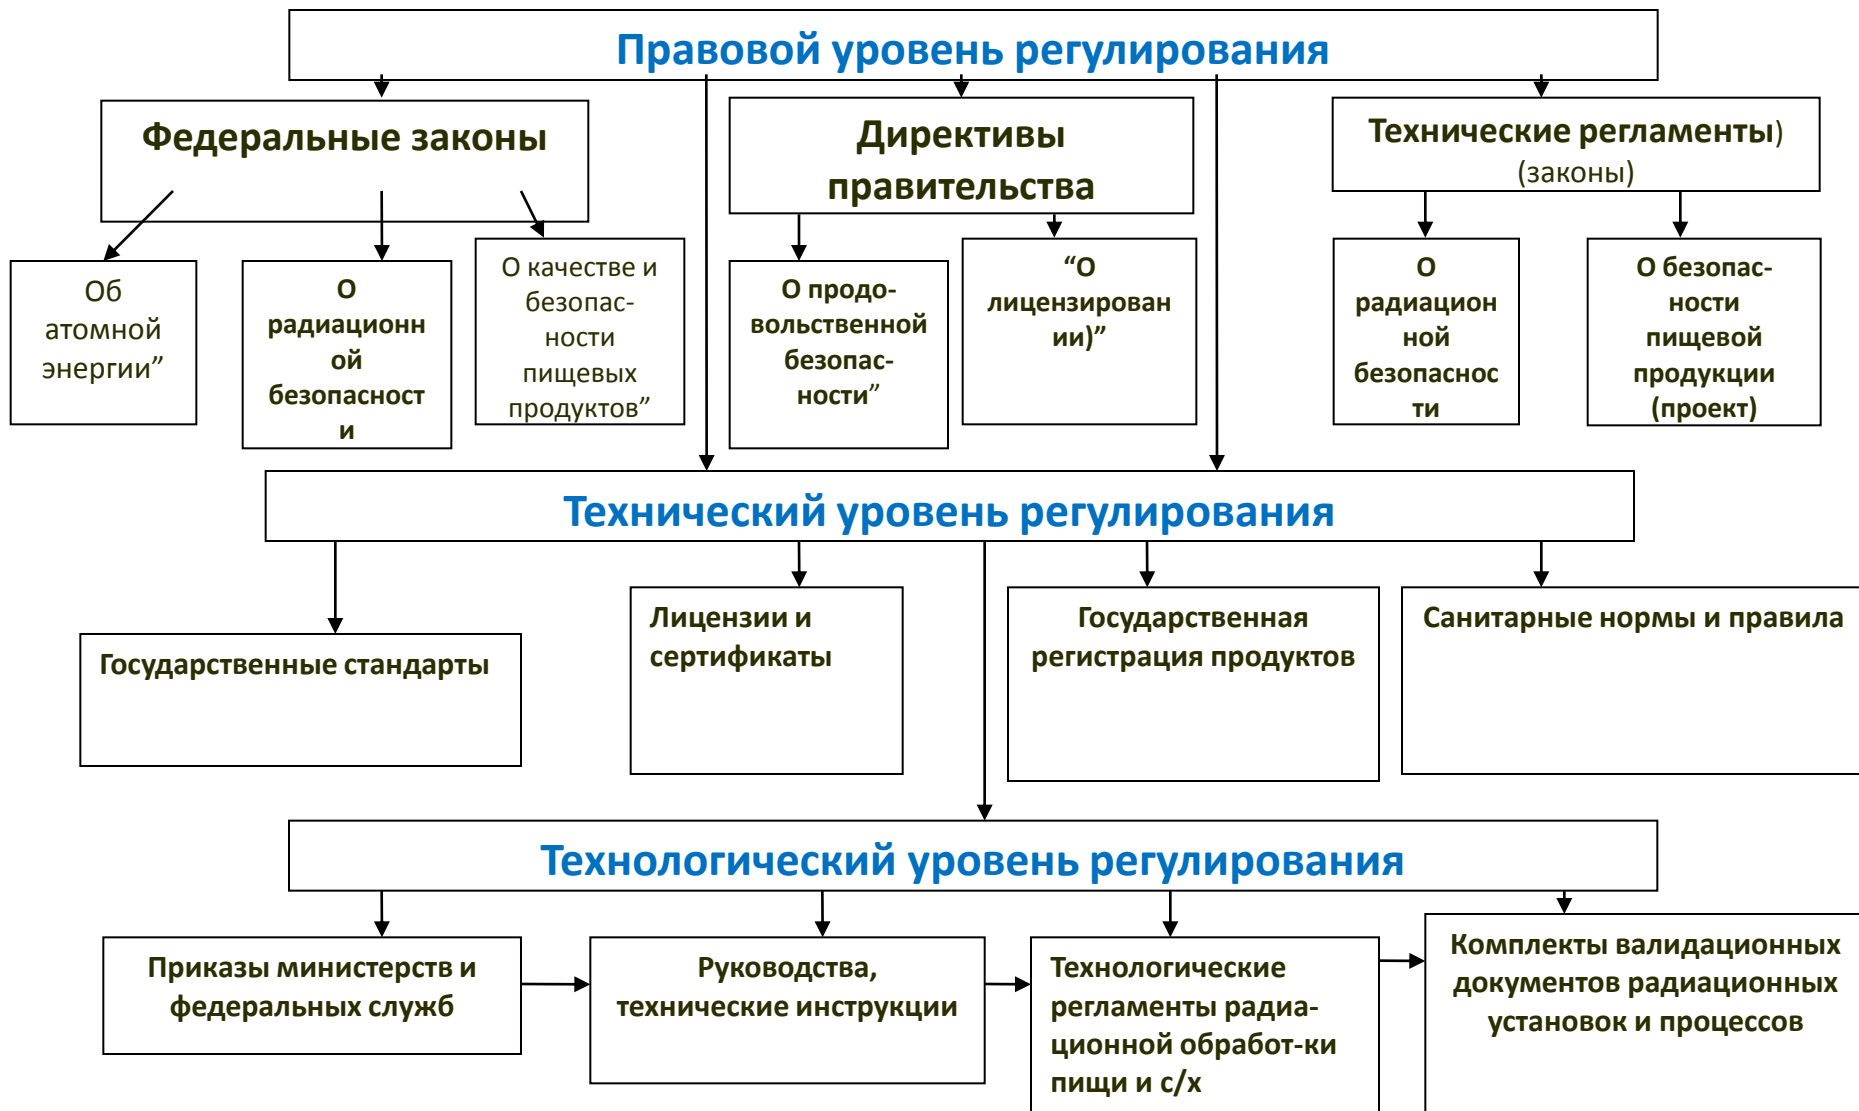 Правовой уровень регулирования
Федеральные законы
Директивы
правительства
Технические регламенты)
(законы)
Об
атомной
энергии”
О
радиационн
ой
безопасност
и
О качестве и
безопас-
ности
пищевых
продуктов”
О продо-
вольственной
безопас-
ности”
“О
лицензирован
ии)”
О
радиацион
ной
безопаснос
ти
О безопас-
ности
пищевой
продукции
(проект)
Технический уровень регулирования
Государственные стандарты
Лицензии и
сертификаты
Государственная
регистрация продуктов
Санитарные нормы и правила
Технологический уровень регулирования
Приказы министерств и
федеральных служб
Руководства,
технические инструкции
Технологические
регламенты радиа-
ционной обработ-ки
пищи и с/х
Комплекты валидационных
документов радиационных
установок и процессов